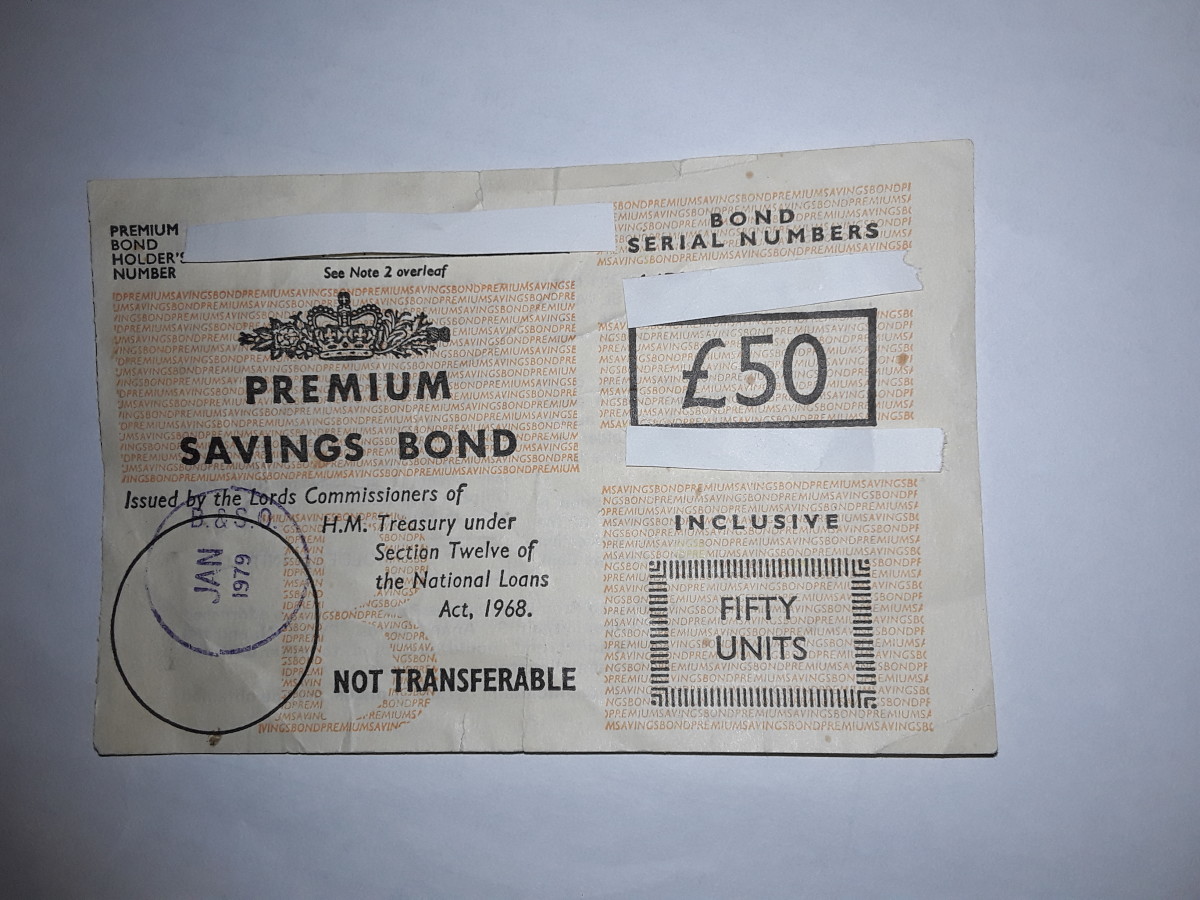 PREMIUM
BOND
HOLDER'S
NUMBER
See Note 2 overleaf
PREMIUM
SAVINGS BOND
Issued by the Lords Commissioners of
H.M. Treasury under
Section Twelve of
the National Loans
Act, 1968.
B. & S. O.
JAN
1979
NOT TRANSFERABLE
BOND
SERIAL NUMBERS
£50
INCLUSIVE
FIFTY
UNITS